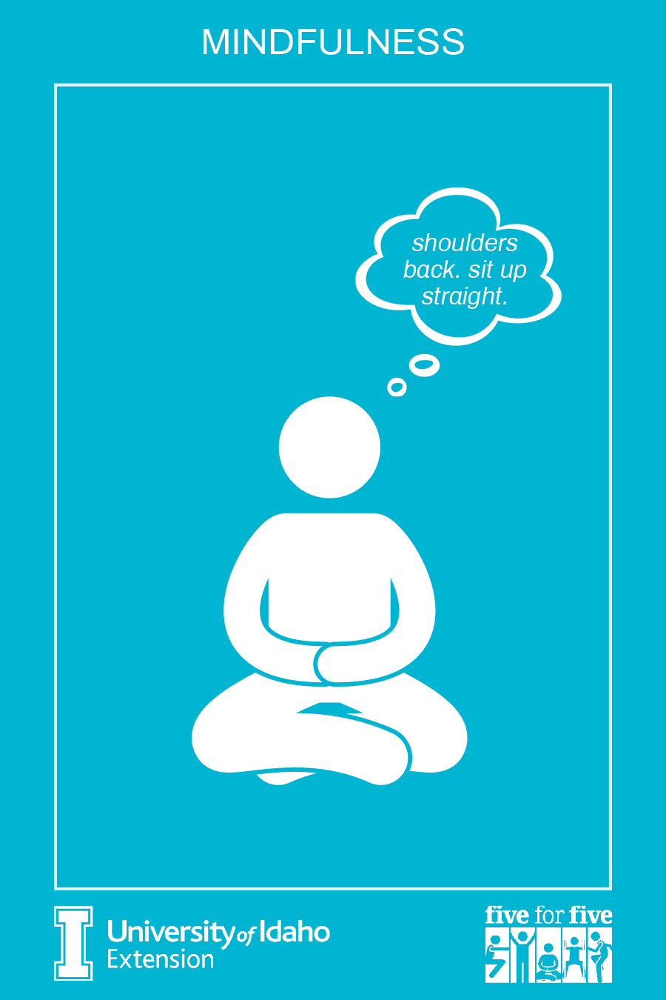 MINDFULNESS
shoulders
back. sit up
straight.
University of Idaho
Extension
five for five